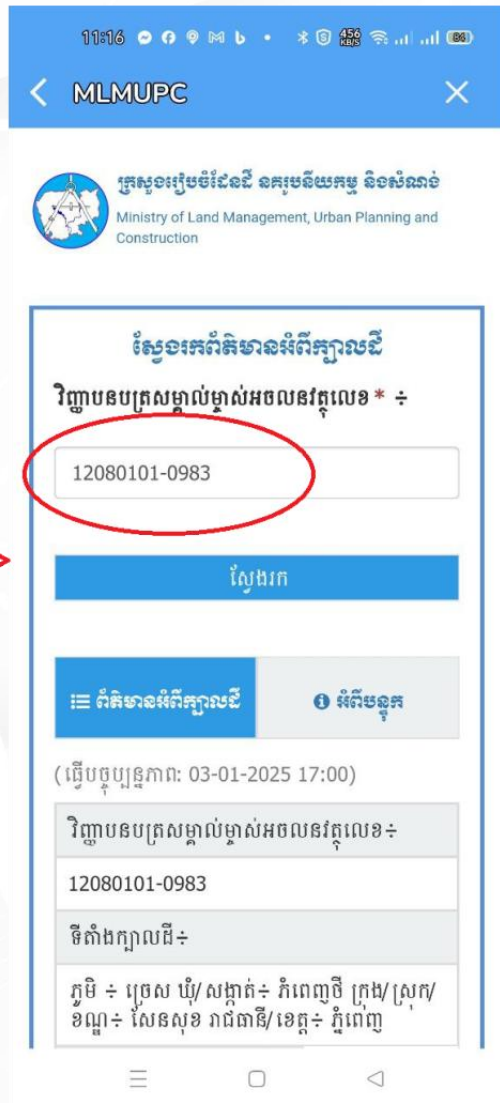 11:16
456 KB/S
86
MLMUPC
ក្រសួងរៀបចំដែនដី នគរូបនីយកម្ម និងសំណង់
Ministry of Land Management, Urban Planning and
Construction
ស្វែងរកព័ត៌មានអំពីក្បាលដី
វិញ្ញាបនបត្រសម្គាល់ម្ចាស់អចលនវត្ថុលេខ * ÷
12080101-0983
ស្វែងរក
ព័ត៌មានអំពីក្បាលដី
អំពីបន្ទុក
(ធ្វើបច្ចុប្បន្នភាព: 03-01-2025 17:00)
វិញ្ញាបនបត្រសម្គាល់ម្ចាស់អចលនវត្ថុលេខ÷
12080101-0983
ទីតាំងក្បាលដី÷
ភូមិ ÷ ច្រេស ឃុំ/សង្កាត់÷ ភំពេញថ្មី ក្រុង/ស្រុក/
ខណ្ឌ÷ សែនសុខ រាជធានី/ខេត្ត÷ ភ្នំពេញ